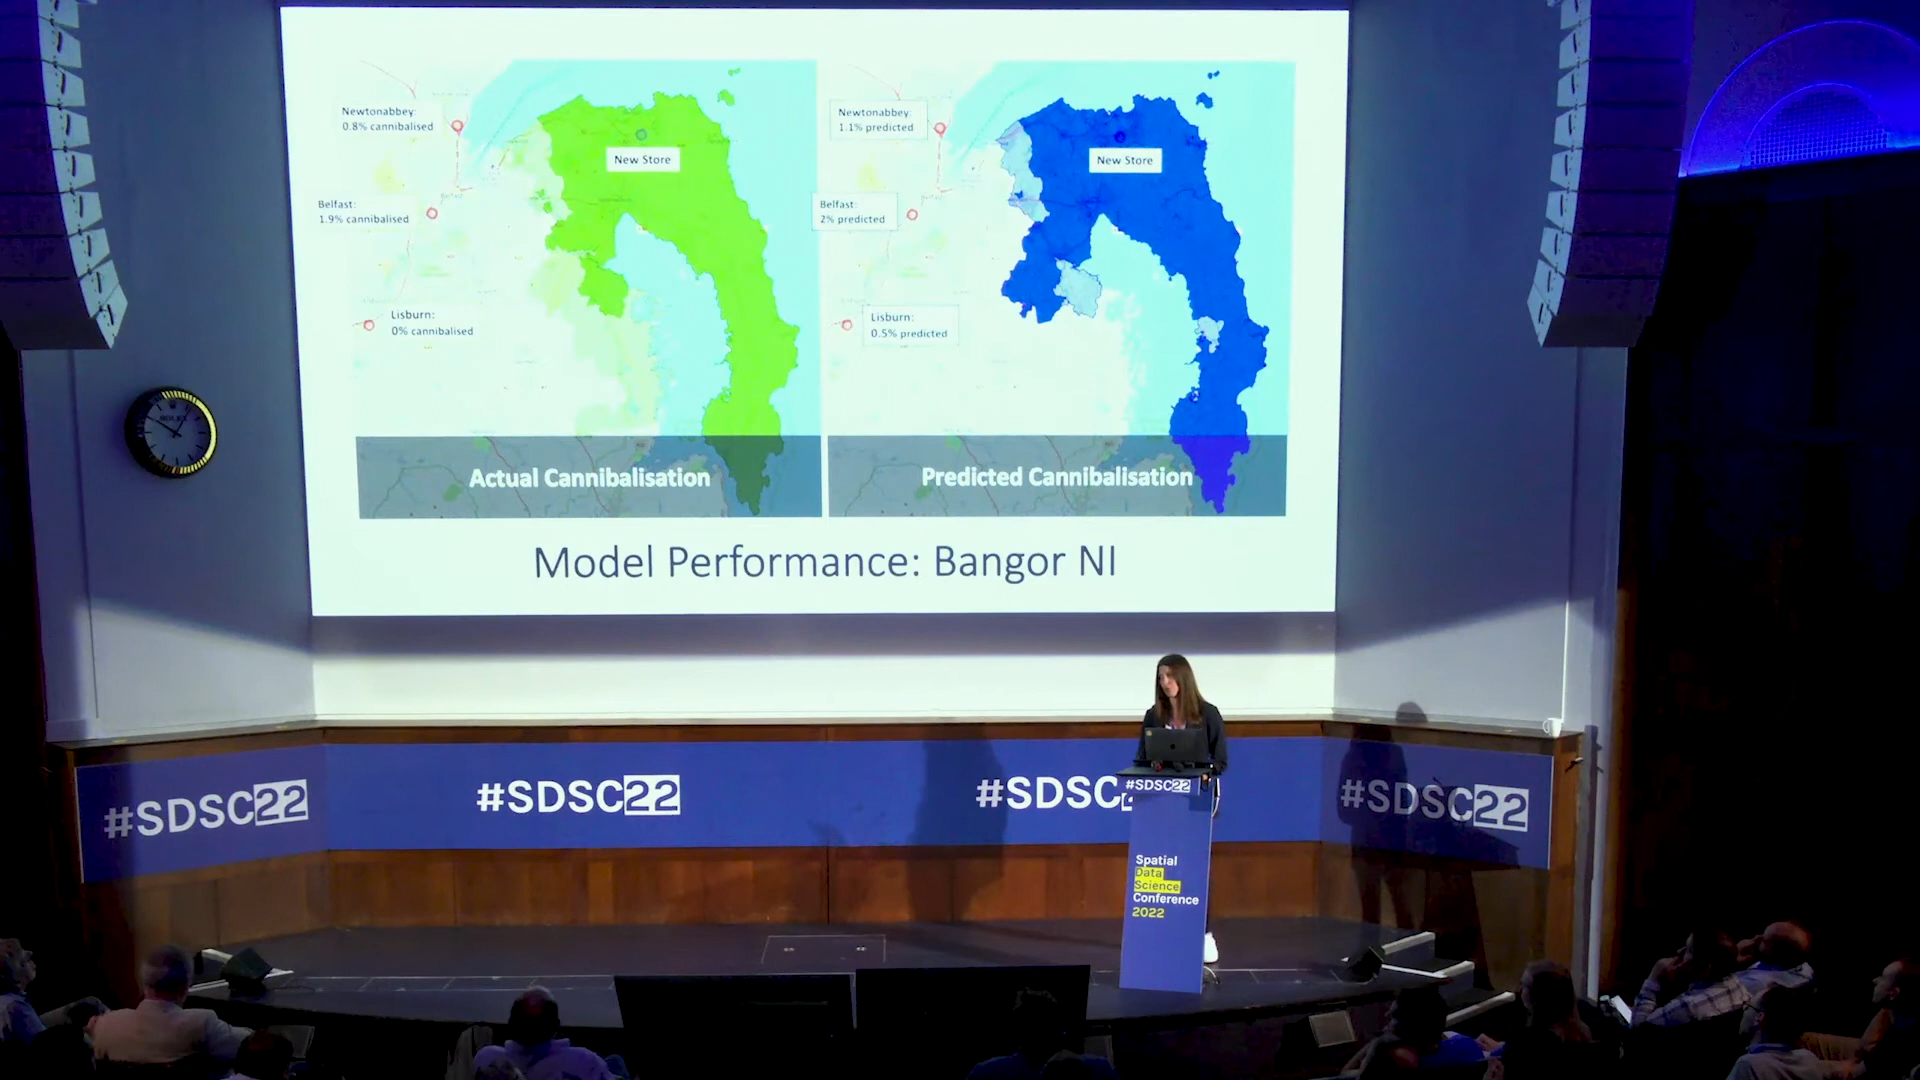 Newtonabbey:
0.8% cannibalised
New Store
Belfast:
1.9% cannibalised
Lisburn:
0% cannibalised
Actual Cannibalisation
Newtonabbey:
1.1% predicted
New Store
Belfast:
2% predicted
Lisburn:
0.5% predicted
Predicted Cannibalisation
Model Performance: Bangor NI
ROLEX
#SDSC22
#SDSC22
#SDSC
#SDSC22
#SDSC22
Spatial
Data
Science
Conference
2022